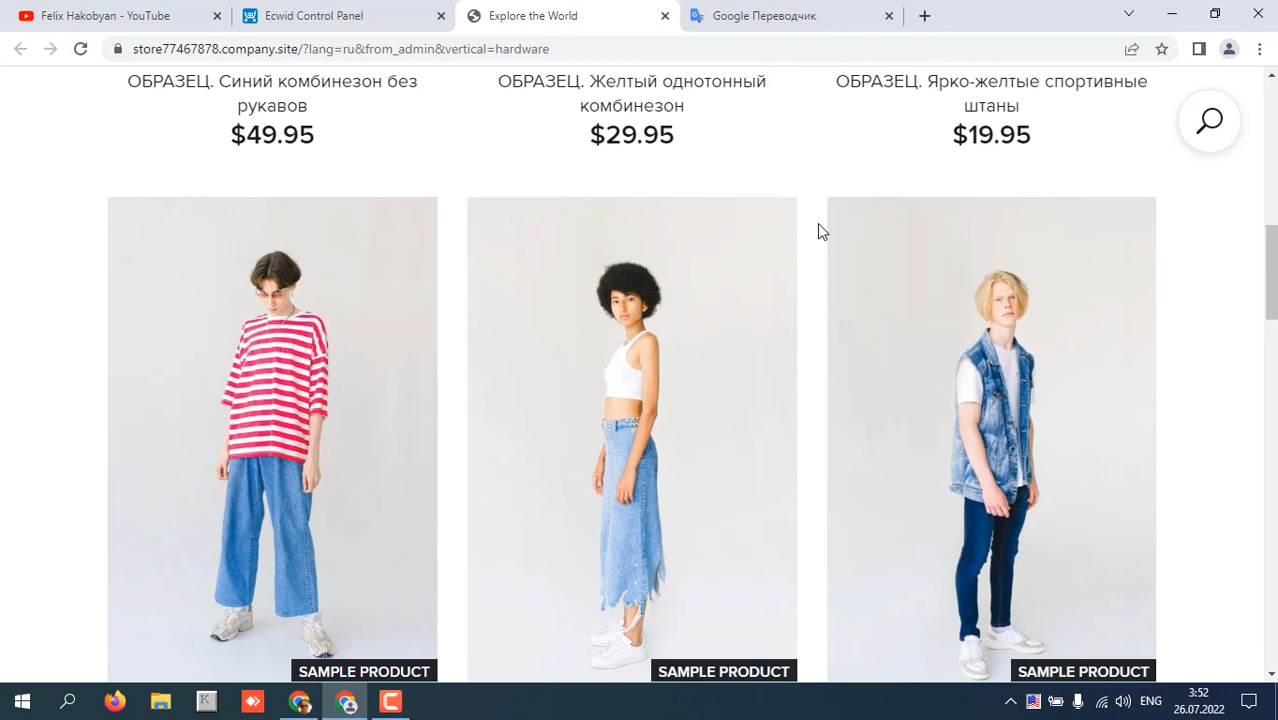 Felix Hakobyan - YouTube
Ecwid Control Panel
Explore the World
Google Переводчик
store77467878.company.site/?lang=ru&from_admin&vertical=hardware
ОБРАЗЕЦ. Синий комбинезон без
рукавов
$49.95
ОБРАЗЕЦ. Желтый однотонный
комбинезон
$29.95
ОБРАЗЕЦ. Ярко-желтые спортивные
штаны
$19.95
SAMPLE PRODUCT
SAMPLE PRODUCT
SAMPLE PRODUCT
ENG
3:52
26.07.2022